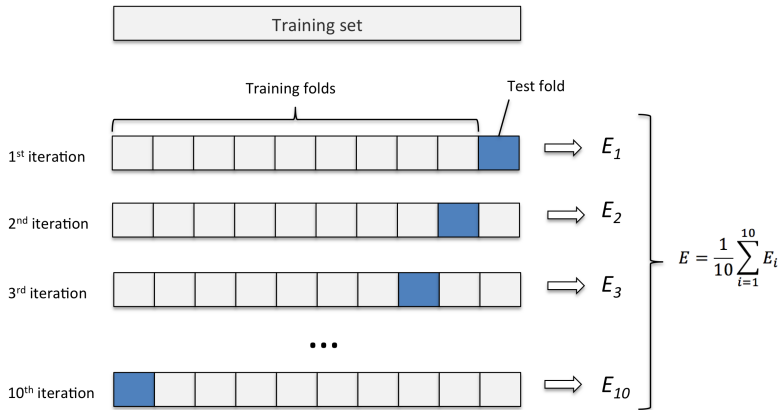 Training set
Training folds
Test fold
1st iteration
E1
2nd iteration
E2
3rd iteration
E3
E = 1/10 ∑_{i=1}^{10} Ei
...
10th iteration
E10